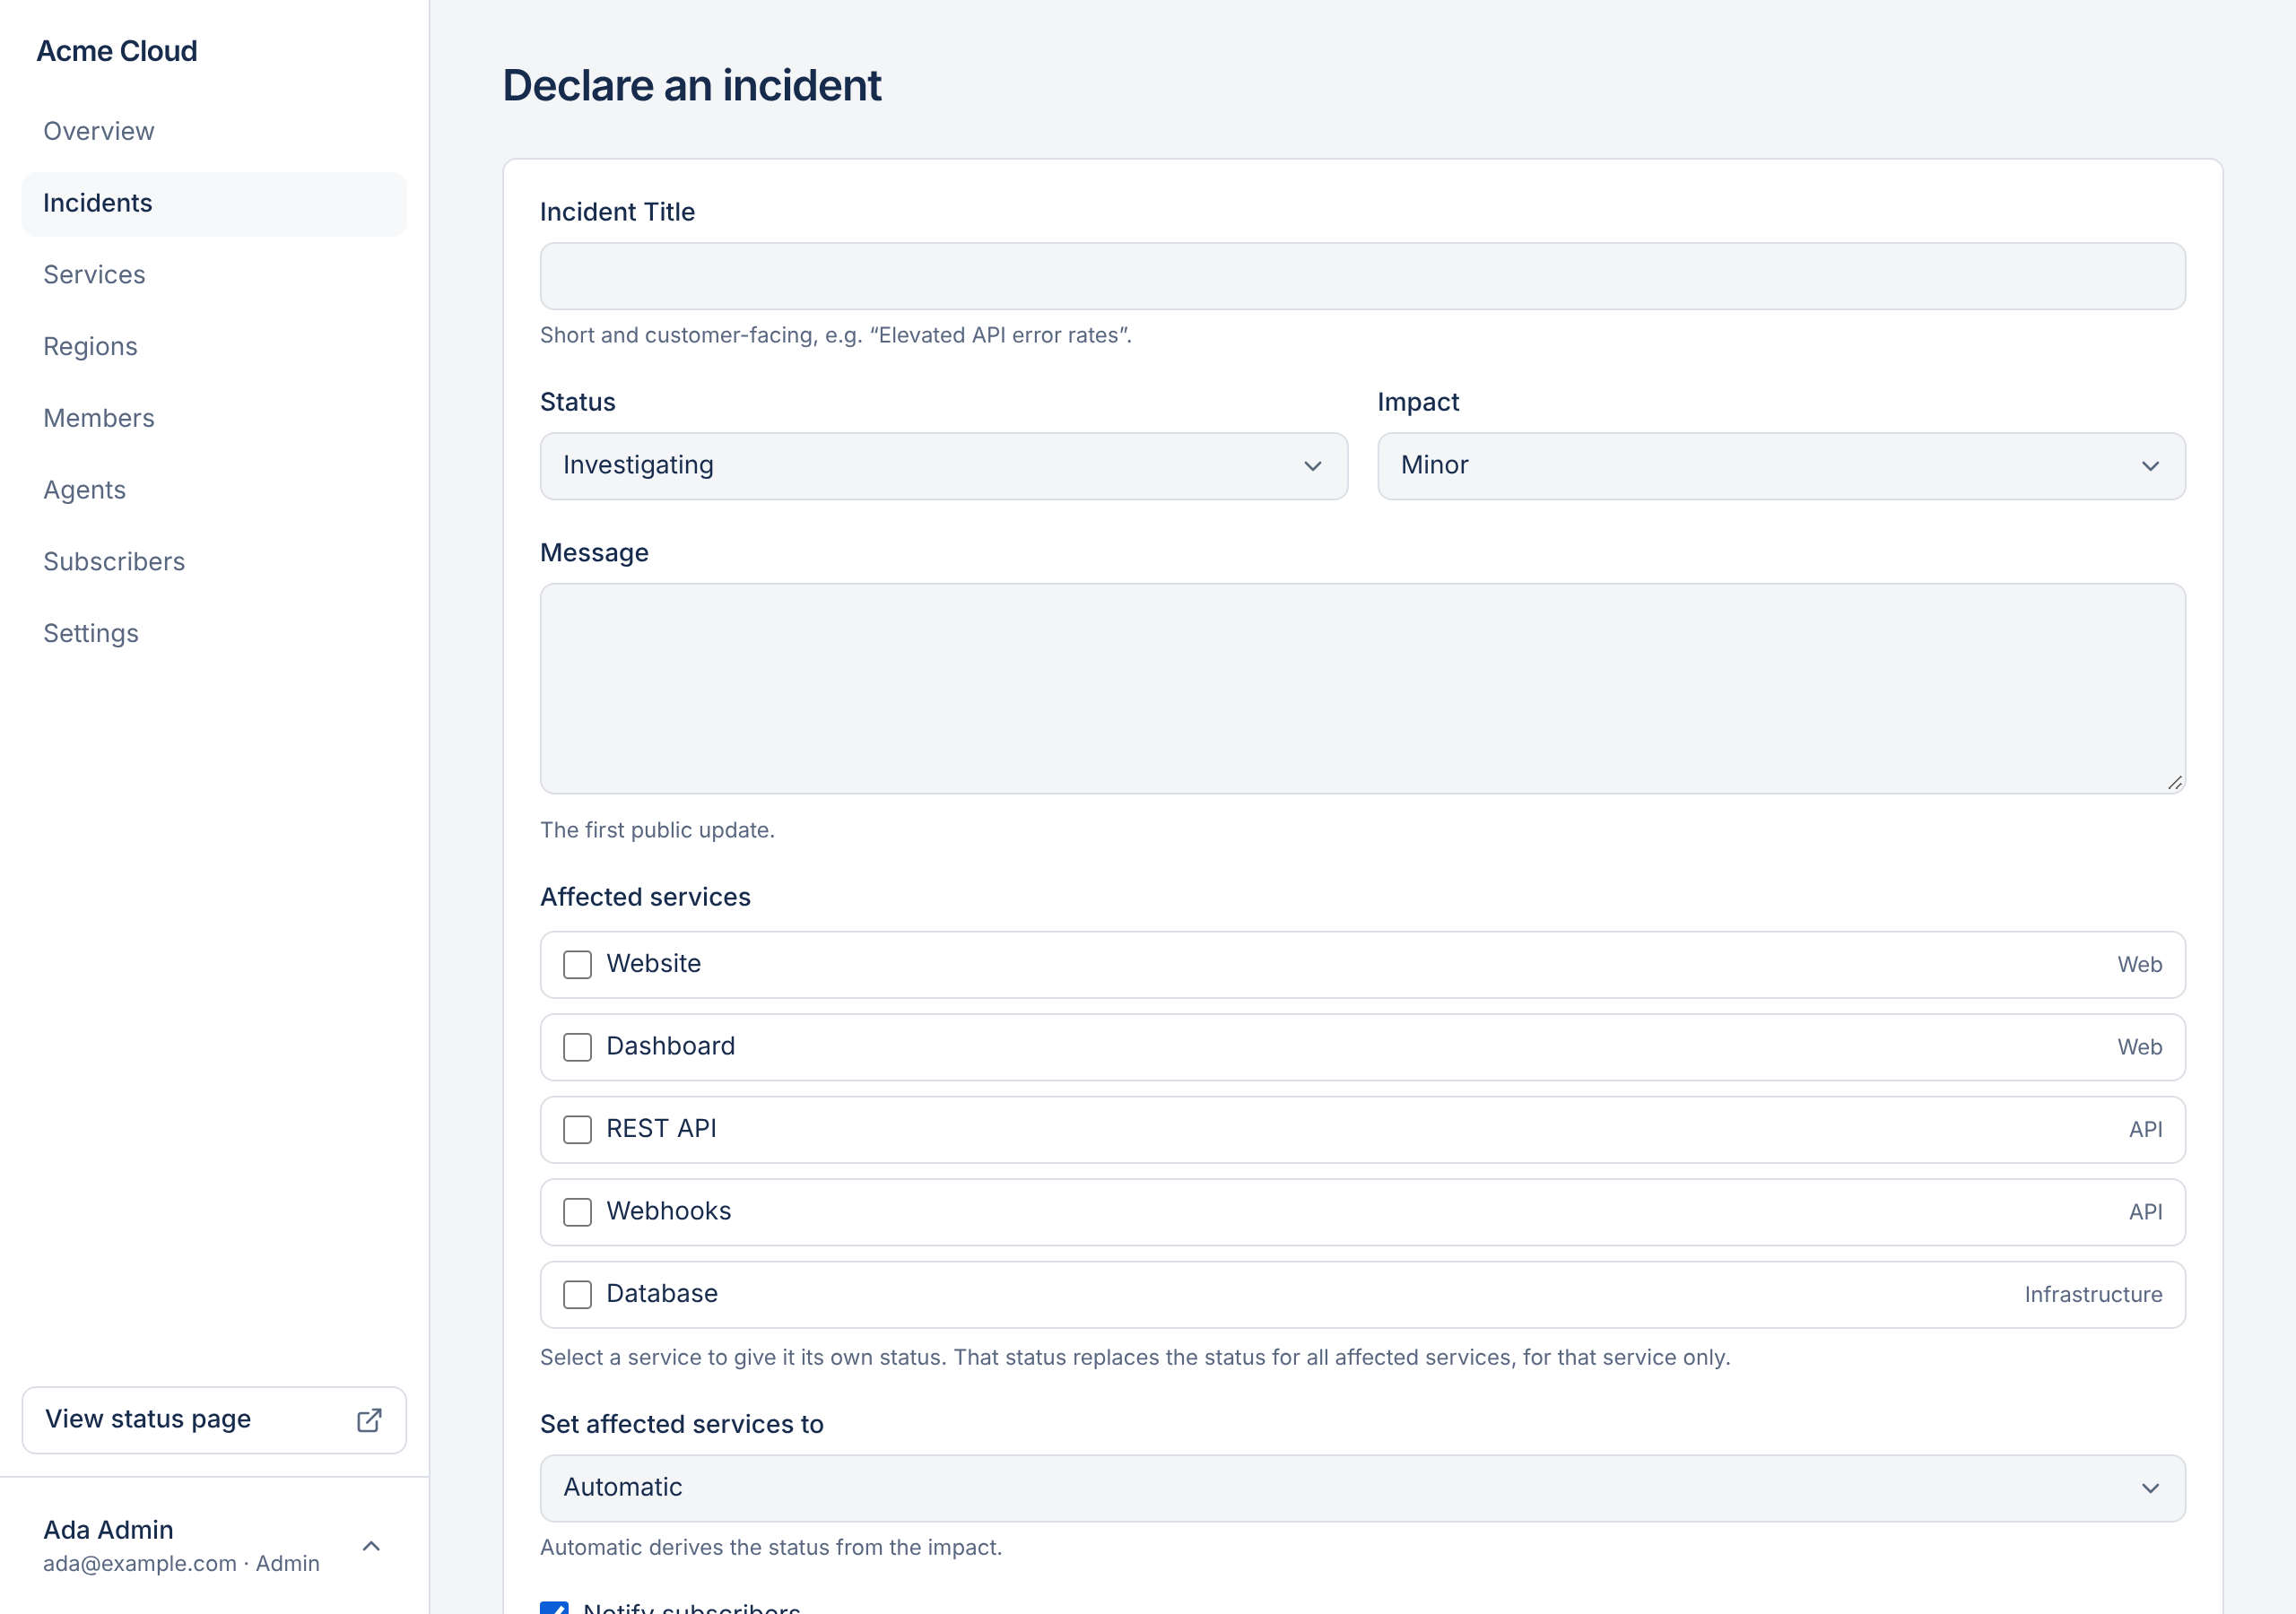 Acme Cloud
Overview
Incidents
Services
Regions
Members
Agents
Subscribers
Settings
View status page
Ada Admin
ada@example.com · Admin
Declare an incident
Incident Title
Short and customer-facing, e.g. “Elevated API error rates”.
Status
Impact
Investigating
Minor
Message
The first public update.
Affected services
Website
Web
Dashboard
Web
REST API
API
Webhooks
API
Database
Infrastructure
Select a service to give it its own status. That status replaces the status for all affected services, for that service only.
Set affected services to
Automatic
Automatic derives the status from the impact.
Notify subscribers